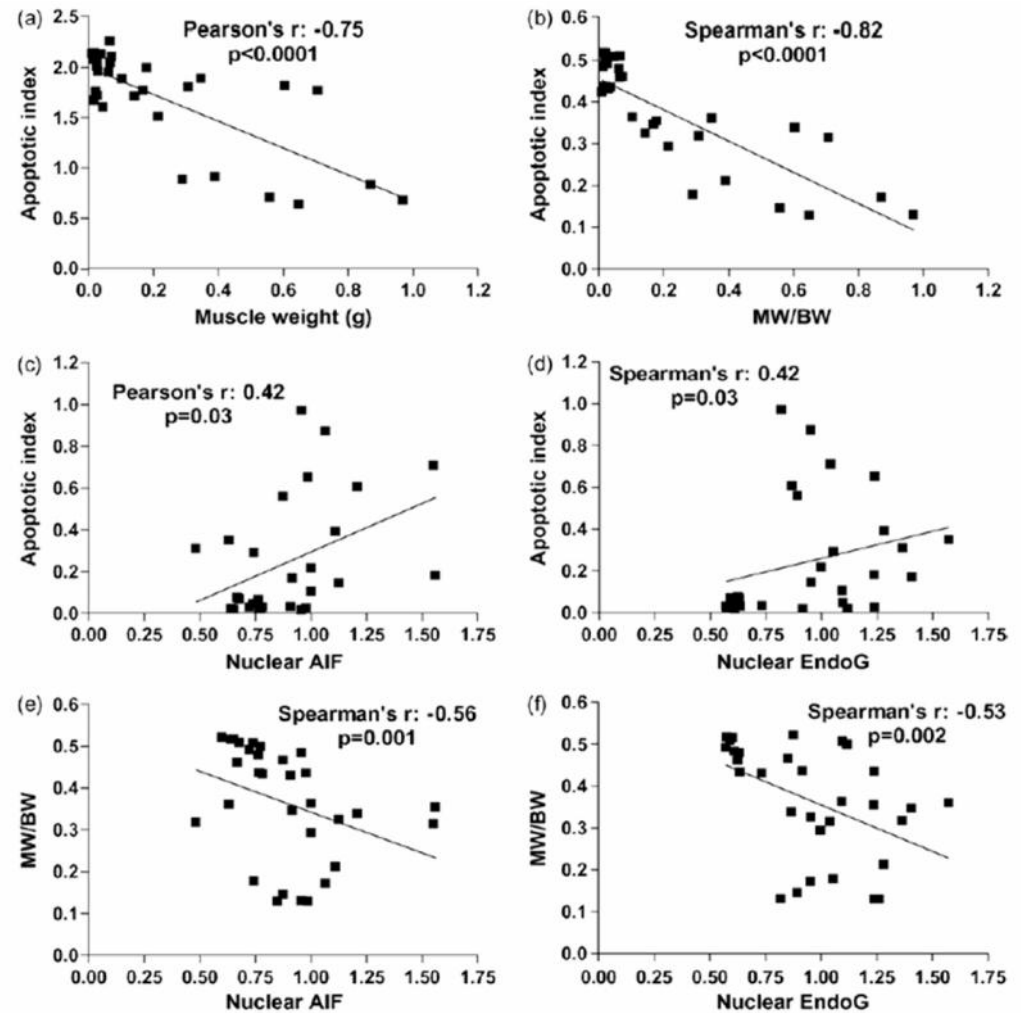 (a)
Pearson's r: -0.75
p<0.0001
2.5
2.0
1.5
1.0
0.5
0.0
Apoptotic index
0.0 0.2 0.4 0.6 0.8 1.0 1.2
Muscle weight (g)
(b)
Spearman's r: -0.82
p<0.0001
0.6
0.5
0.4
0.3
0.2
0.1
0.0
Apoptotic index
0.0 0.2 0.4 0.6 0.8 1.0 1.2
MW/BW
(c)
Pearson's r: 0.42
p=0.03
1.2
1.0
0.8
0.6
0.4
0.2
0.0
Apoptotic index
0.00 0.25 0.50 0.75 1.00 1.25 1.50 1.75
Nuclear AIF
(d)
Spearman's r: 0.42
p=0.03
1.2
1.0
0.8
0.6
0.4
0.2
0.0
Apoptotic index
0.00 0.25 0.50 0.75 1.00 1.25 1.50 1.75
Nuclear EndoG
(e)
Spearman's r: -0.56
p=0.001
0.6
0.5
0.4
0.3
0.2
0.1
0.0
MW/BW
0.00 0.25 0.50 0.75 1.00 1.25 1.50 1.75
Nuclear AIF
(f)
Spearman's r: -0.53
p=0.002
0.6
0.5
0.4
0.3
0.2
0.1
0.0
MW/BW
0.00 0.25 0.50 0.75 1.00 1.25 1.50 1.75
Nuclear EndoG